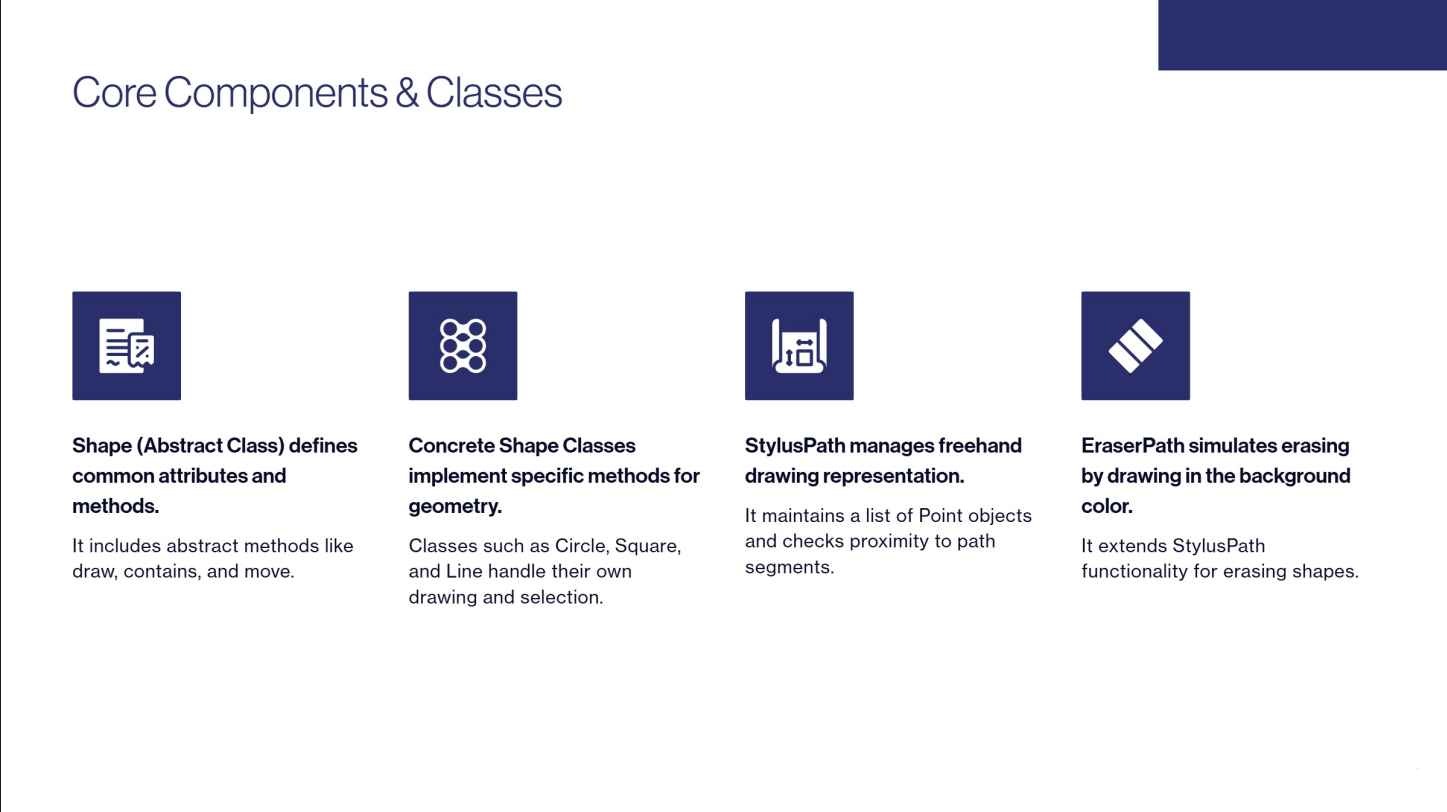 Core Components & Classes
Shape (Abstract Class) defines
common attributes and
methods.
It includes abstract methods like
draw, contains, and move.
Concrete Shape Classes
implement specific methods for
geometry.
Classes such as Circle, Square,
and Line handle their own
drawing and selection.
StylusPath manages freehand
drawing representation.
It maintains a list of Point objects
and checks proximity to path
segments.
EraserPath simulates erasing
by drawing in the background
color.
It extends StylusPath
functionality for erasing shapes.